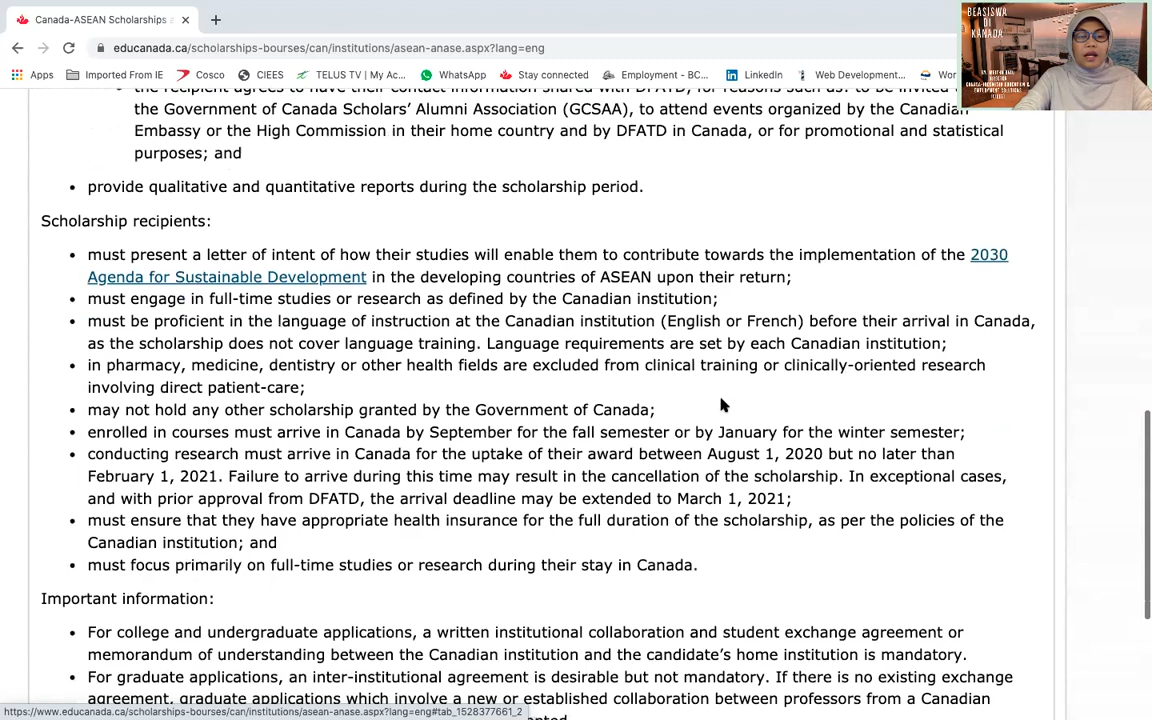 Canada-ASEAN Scholarships a
educanada.ca/scholarships-bourses/can/institutions/asean-anase.aspx?lang=eng
Apps Imported From IE Cosco CIEES TELUS TV | My Ac... WhatsApp Stay connected Employment - BC... LinkedIn Web Development... Wor
BEASISWA
DI
KANADA
the Government of Canada Scholars' Alumni Association (GCSAA), to attend events organized by the Canadian
Embassy or the High Commission in their home country and by DFATD in Canada, or for promotional and statistical
purposes; and
• provide qualitative and quantitative reports during the scholarship period.
Scholarship recipients:
• must present a letter of intent of how their studies will enable them to contribute towards the implementation of the 2030
Agenda for Sustainable Development in the developing countries of ASEAN upon their return;
• must engage in full-time studies or research as defined by the Canadian institution;
• must be proficient in the language of instruction at the Canadian institution (English or French) before their arrival in Canada,
as the scholarship does not cover language training. Language requirements are set by each Canadian institution;
• in pharmacy, medicine, dentistry or other health fields are excluded from clinical training or clinically-oriented research
involving direct patient-care;
• may not hold any other scholarship granted by the Government of Canada;
• enrolled in courses must arrive in Canada by September for the fall semester or by January for the winter semester;
• conducting research must arrive in Canada for the uptake of their award between August 1, 2020 but no later than
February 1, 2021. Failure to arrive during this time may result in the cancellation of the scholarship. In exceptional cases,
and with prior approval from DFATD, the arrival deadline may be extended to March 1, 2021;
• must ensure that they have appropriate health insurance for the full duration of the scholarship, as per the policies of the
Canadian institution; and
• must focus primarily on full-time studies or research during their stay in Canada.
Important information:
• For college and undergraduate applications, a written institutional collaboration and student exchange agreement or
memorandum of understanding between the Canadian institution and the candidate's home institution is mandatory.
• For graduate applications, an inter-institutional agreement is desirable but not mandatory. If there is no existing exchange
agreement, graduate applications which involve a new or established collaboration between professors from a Canadian
https://www.educanada.ca/scholarships-bourses/can/institutions/asean-anase.aspx?lang=eng#tab_1528377661_2